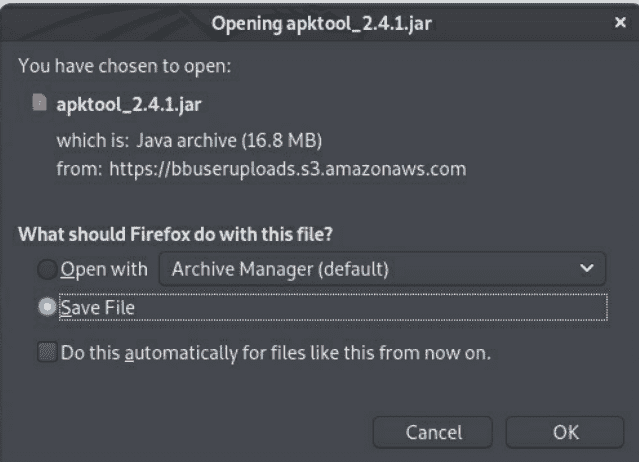 Opening apktool_2.4.1.jar ×
You have chosen to open:
apktool_2.4.1.jar
which is: Java archive (16.8 MB)
from: https://bbuseruploads.s3.amazonaws.com
What should Firefox do with this file?
Open with Archive Manager (default)
Save File
Do this automatically for files like this from now on.
Cancel OK